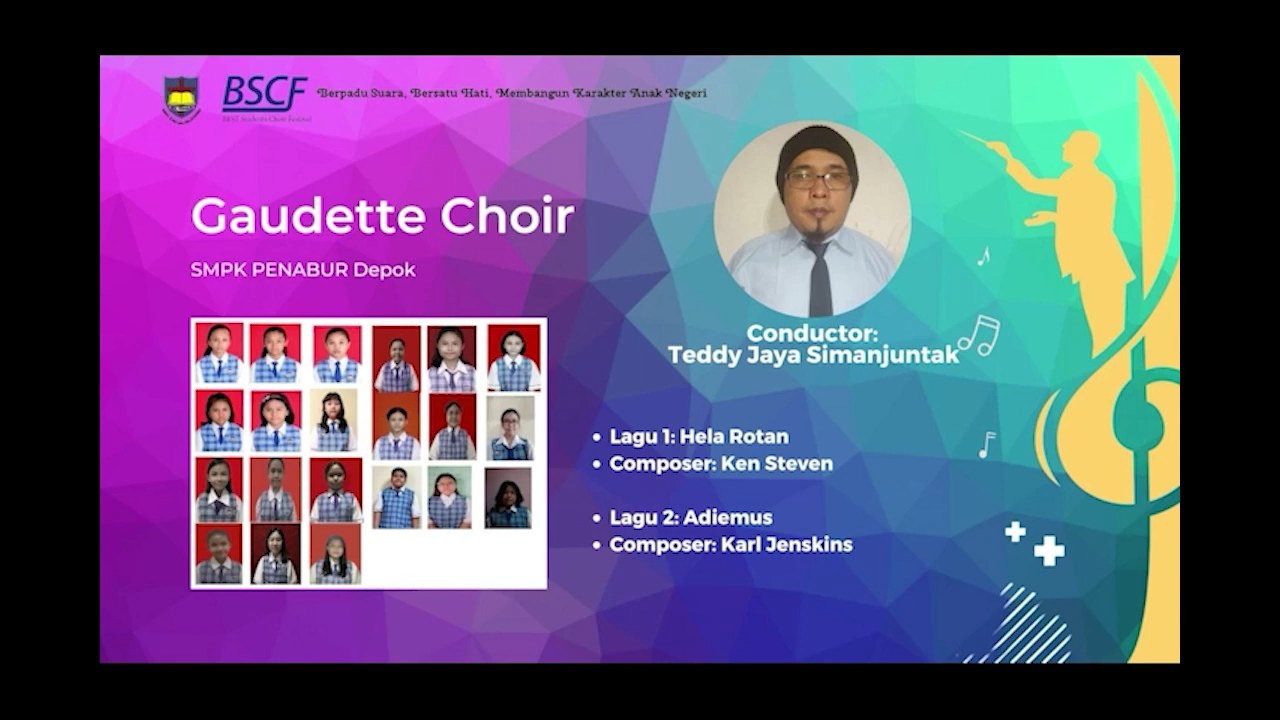 BSCF
Berpadu Suara, Bersatu Hati, Membangun Karakter Anak Negeri
Gaudette Choir
SMPK PENABUR Depok
Conductor:
Teddy Jaya Simanjuntak
Lagu 1: Hela Rotan
Composer: Ken Steven
Lagu 2: Adiemus
Composer: Karl Jenskins